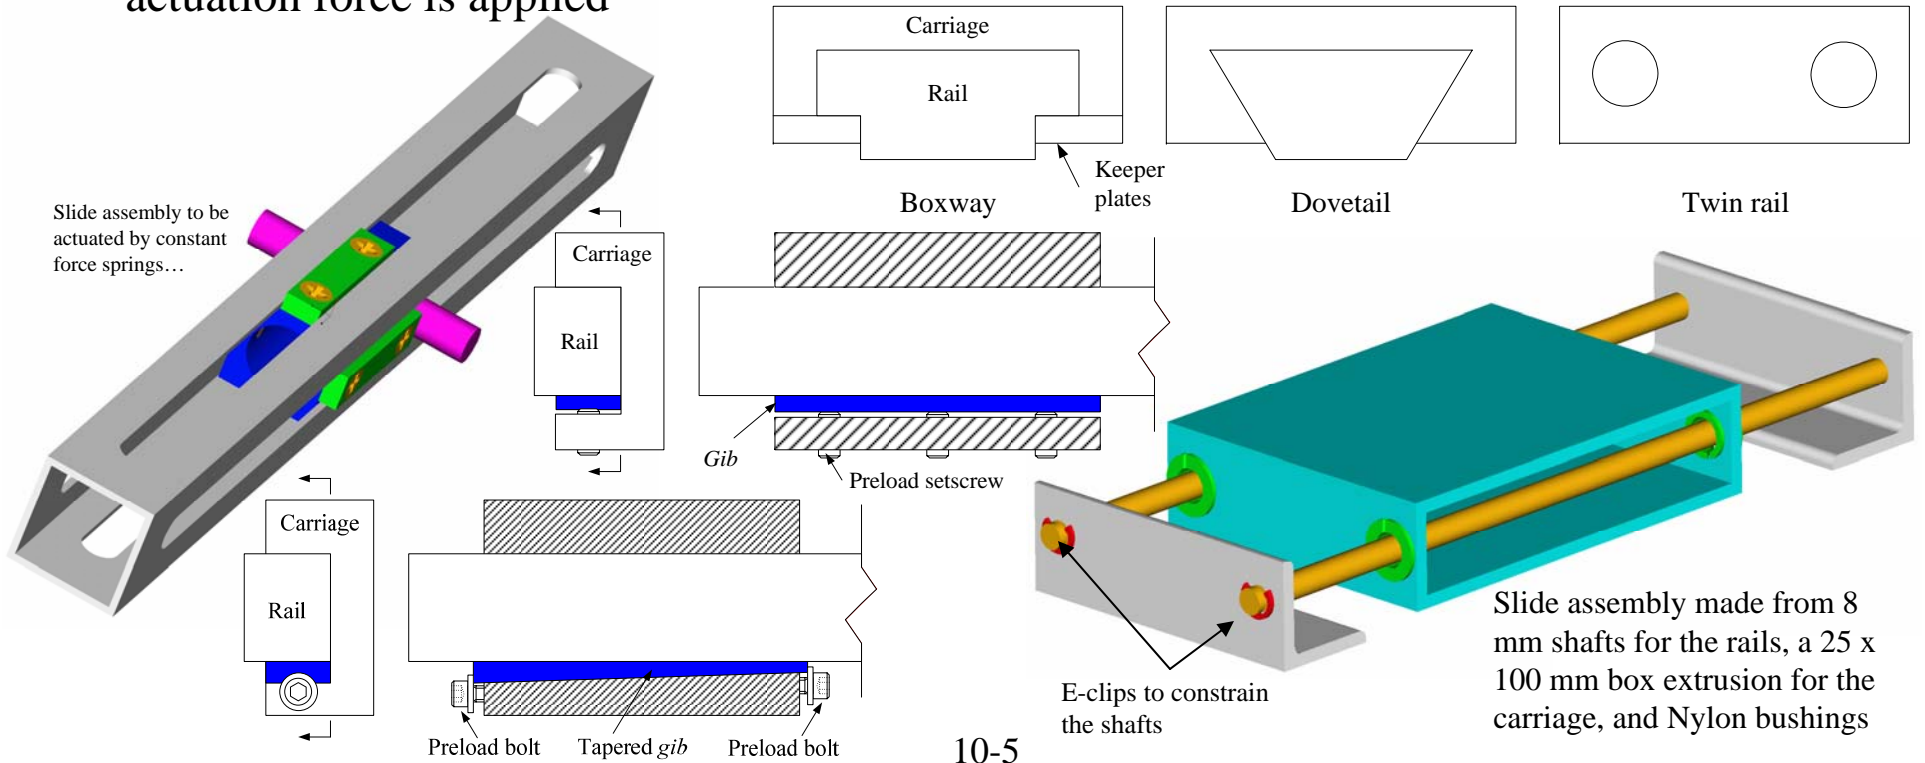 actuation force is applied
Carriage
Rail
Keeper
plates
Boxway
Dovetail
Twin rail
Slide assembly to be
actuated by constant
force springs…
Carriage
Rail
Gib
Preload setscrew
Carriage
Rail
Preload bolt
Tapered gib
Preload bolt
E-clips to constrain
the shafts
Slide assembly made from 8
mm shafts for the rails, a 25 x
100 mm box extrusion for the
carriage, and Nylon bushings
10-5